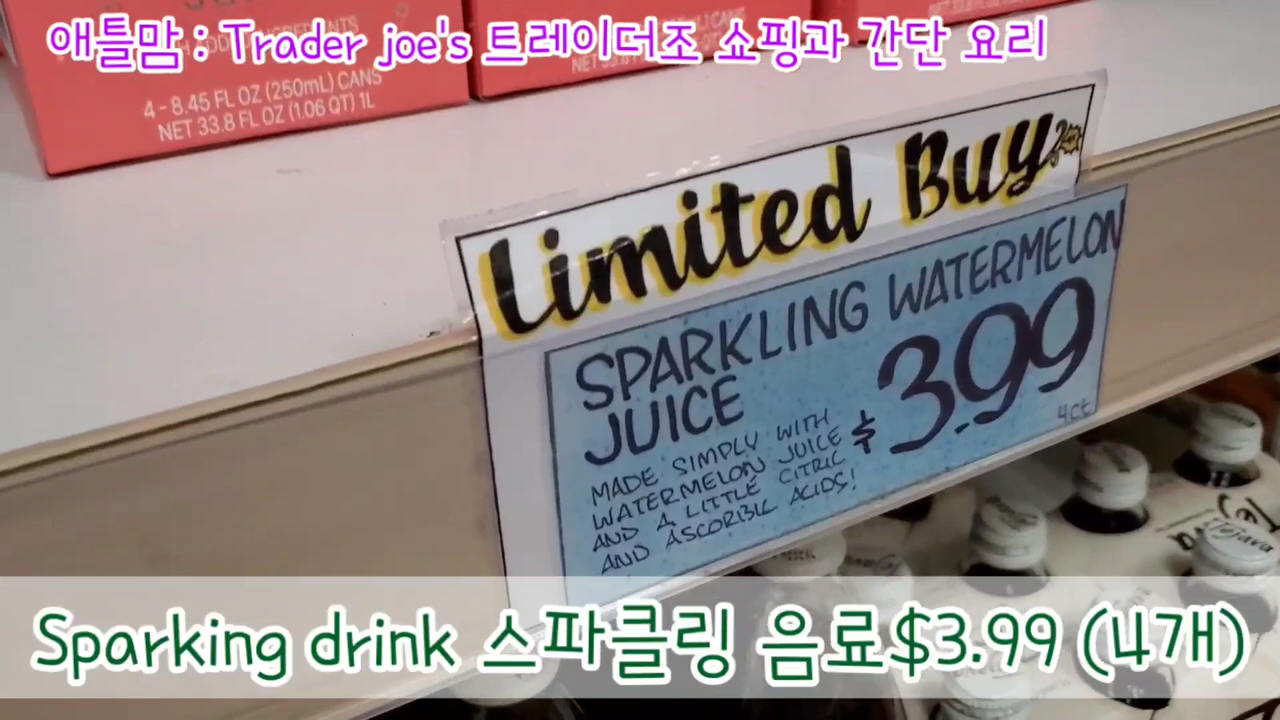 애틀맘 : Trader joe's 트레이더조 쇼핑과 간단 요리
4 - 8.45 FL OZ (250mL) CANS
NET 33.8 FL OZ (1.06 QT) 1L
Limited Buy
SPARKLING WATERMELON
JUICE
$3.99
4ct
MADE SIMPLY WITH
WATERMELON JUICE
AND A LITTLE CITRIC
AND ASCORBIC ACIDS!
Sparking drink 스파클링 음료$3.99 (4개)